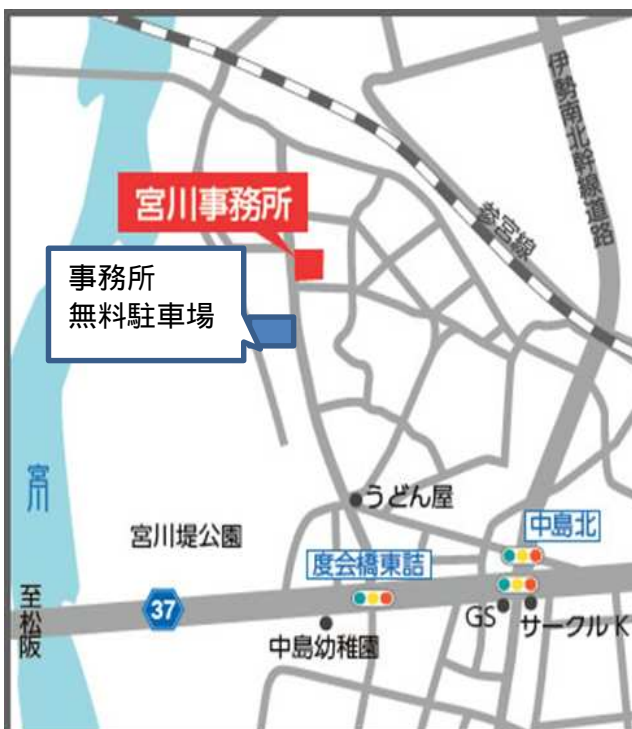 伊勢南北幹線道路
宮川事務所
参宮線
事務所
無料駐車場
宮川
うどん屋
中島北
宮川堤公園
度会橋東詰
至松阪
37
GS
サークルK
中島幼稚園